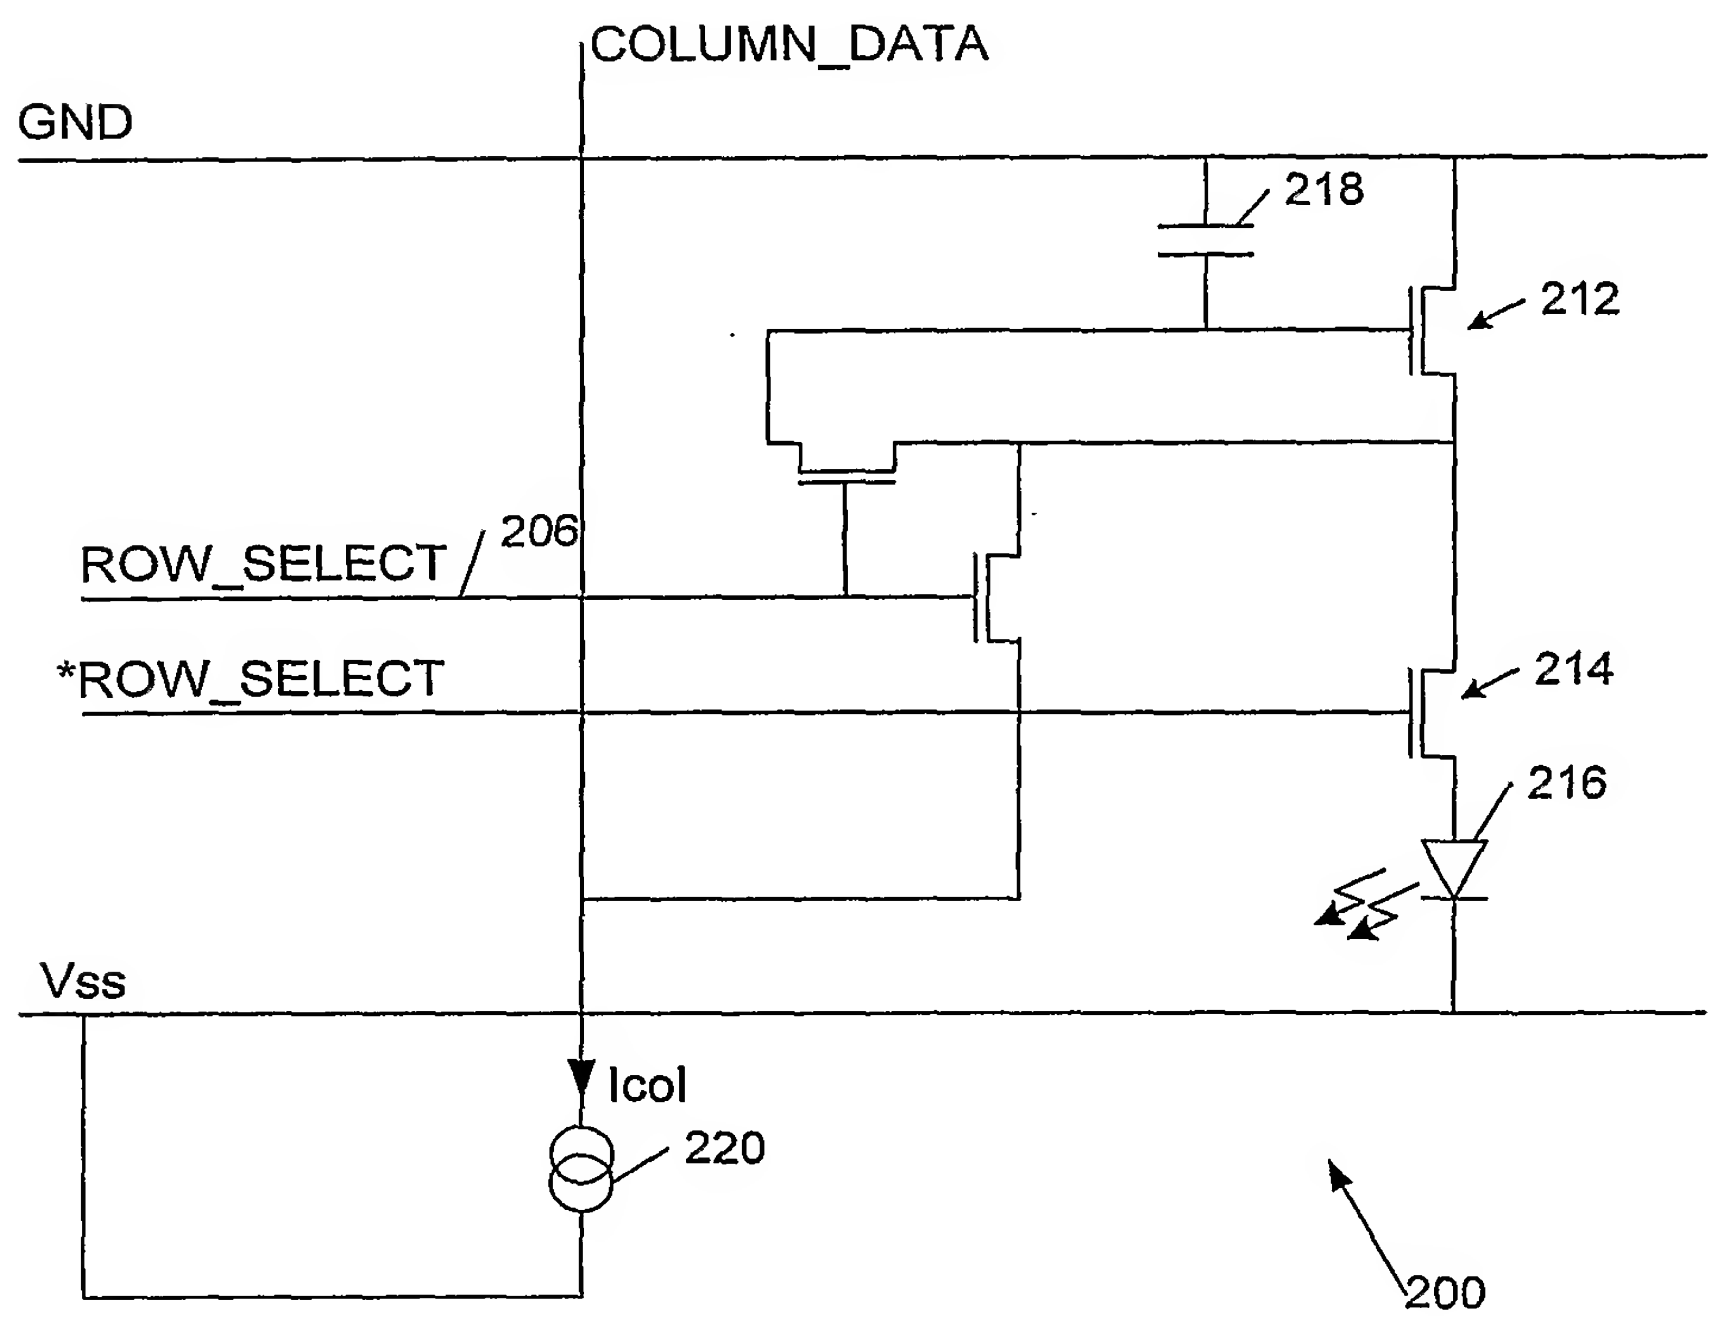 COLUMN_DATA
GND
218
212
206
ROW_SELECT
*ROW_SELECT
214
216
Vss
Icol
220
200